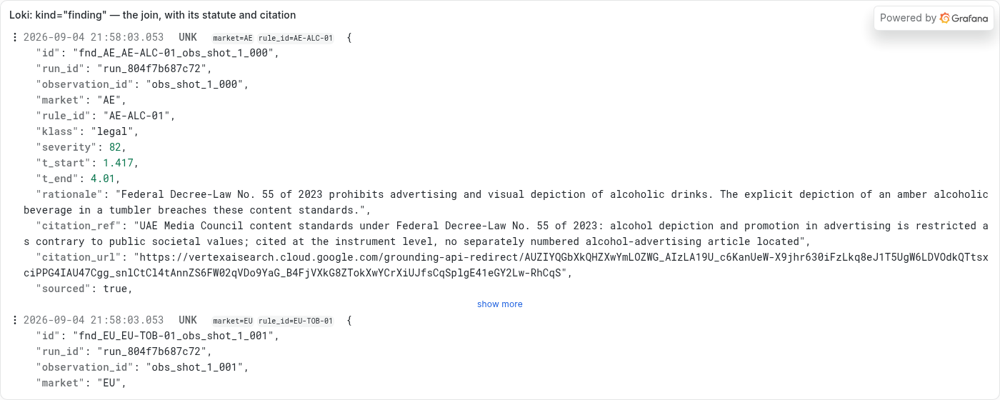 Loki: kind="finding" — the join, with its statute and citation
Powered by Grafana
2026-09-04 21:58:03.053 UNK market=AE rule_id=AE-ALC-01 {
"id": "fnd_AE_AE-ALC-01_obs_shot_1_000",
"run_id": "run_804f7b687c72",
"observation_id": "obs_shot_1_000",
"market": "AE",
"rule_id": "AE-ALC-01",
"klass": "legal",
"severity": 82,
"t_start": 1.417,
"t_end": 4.01,
"rationale": "Federal Decree-Law No. 55 of 2023 prohibits advertising and visual depiction of alcoholic drinks. The explicit depiction of an amber alcoholic
beverage in a tumbler breaches these content standards.",
"citation_ref": "UAE Media Council content standards under Federal Decree-Law No. 55 of 2023: alcohol depiction and promotion in advertising is restricted a
s contrary to public societal values; cited at the instrument level, no separately numbered alcohol-advertising article located",
"citation_url": "https://vertexaisearch.cloud.google.com/grounding-api-redirect/AUZIYQGbXkQHZXwYmLOZWG_AIzLA19U_c6KanUeW-X9jhr630iFzLkq8eJ1T5UgW6LDVOdkQTtsx
ciPPG4IAU47Cgg_snlCtCl4tAnnZS6FW02qVDo9YaG_B4FjVXkG8ZTokXwYCrXiUJfsCqSplgE41eGY2Lw-RhCqS",
"sourced": true,
show more
2026-09-04 21:58:03.053 UNK market=EU rule_id=EU-TOB-01 {
"id": "fnd_EU_EU-TOB-01_obs_shot_1_001",
"run_id": "run_804f7b687c72",
"observation_id": "obs_shot_1_001",
"market": "EU",